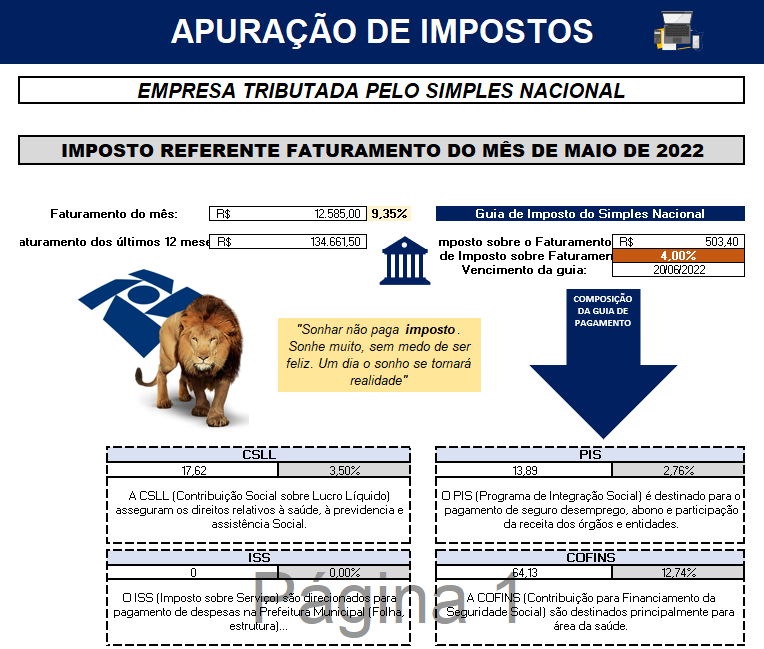 APURAÇÃO DE IMPOSTOS
EMPRESA TRIBUTADA PELO SIMPLES NACIONAL
IMPOSTO REFERENTE FATURAMENTO DO MÊS DE MAIO DE 2022
Faturamento do mês: R$ 12.585,00 9,35%
Guia de Imposto do Simples Nacional
aturamento dos últimos 12 mese R$ 134.661,50
mposto sobre o Faturamento R$ 503,40
de Imposto sobre Faturamen 4,00%
Vencimento da guia: 20/06/2022
COMPOSIÇÃO
DA GUIA DE
PAGAMENTO
"Sonhar não paga imposto.
Sonhe muito, sem medo de ser
feliz. Um dia o sonho se tornará
realidade"
CSLL
17,62 3,50%
A CSLL (Contribuição Social sobre Lucro Líquido)
asseguram os direitos relativos à saúde, à previdencia e
assistência Social.
PIS
13,89 2,76%
O PIS (Programa de Integração Social) é destinado para o
pagamento de seguro desemprego, abono e participação
da receita dos órgãos e entidades.
ISS
0 0,00%
O ISS (Imposto sobre Serviço) são direcionados para
pagamento de despesas na Prefeitura Municipal (Folha,
estrutura)...
COFINS
64,13 12,74%
A COFINS (Contribuição para Financiamento da
Seguridade Social) são destinados principalmente para
área da saúde.
Página 1